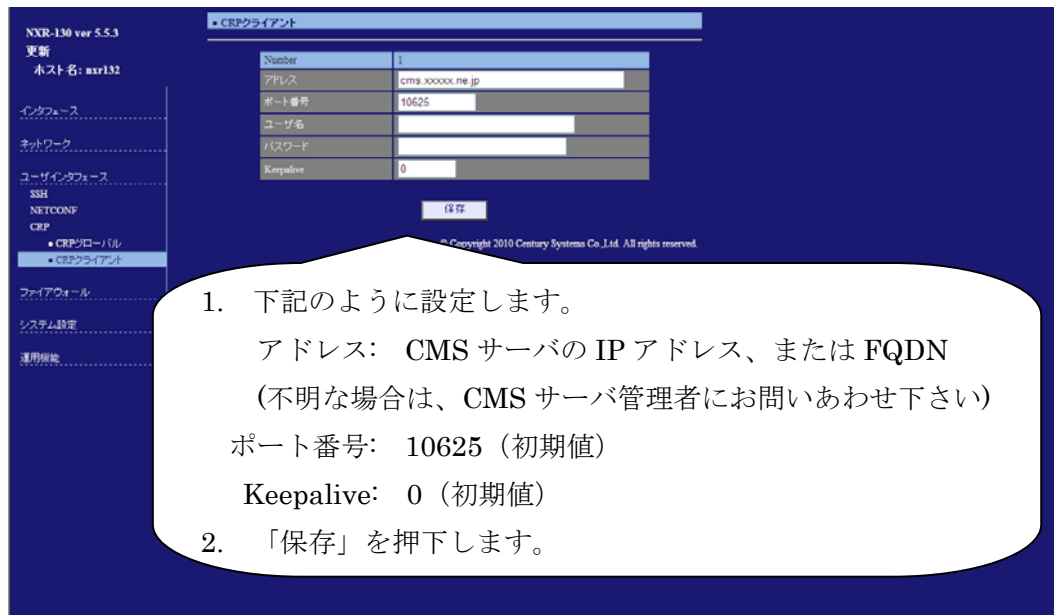 NXR-130 ver 5.5.3
更新
ホスト名: nxr132
インタフェース
ネットワーク
ユーザインタフェース
SSH
NETCONF
CRP
• CRPグローバル
• CRPクライアント
ファイアウォール
システム設定
運用機能
• CRPクライアント
Number 1
アドレス cms.xxxxx.ne.jp
ポート番号 10625
ユーザ名
パスワード
Keepalive 0
保存
© Copyright 2010 Century Systems Co.,Ltd. All rights reserved.
1. 下記のように設定します。
アドレス: CMS サーバの IP アドレス、または FQDN
(不明な場合は、CMS サーバ管理者にお問いあわせ下さい)
ポート番号: 10625（初期値）
Keepalive: 0（初期値）
2. 「保存」を押下します。